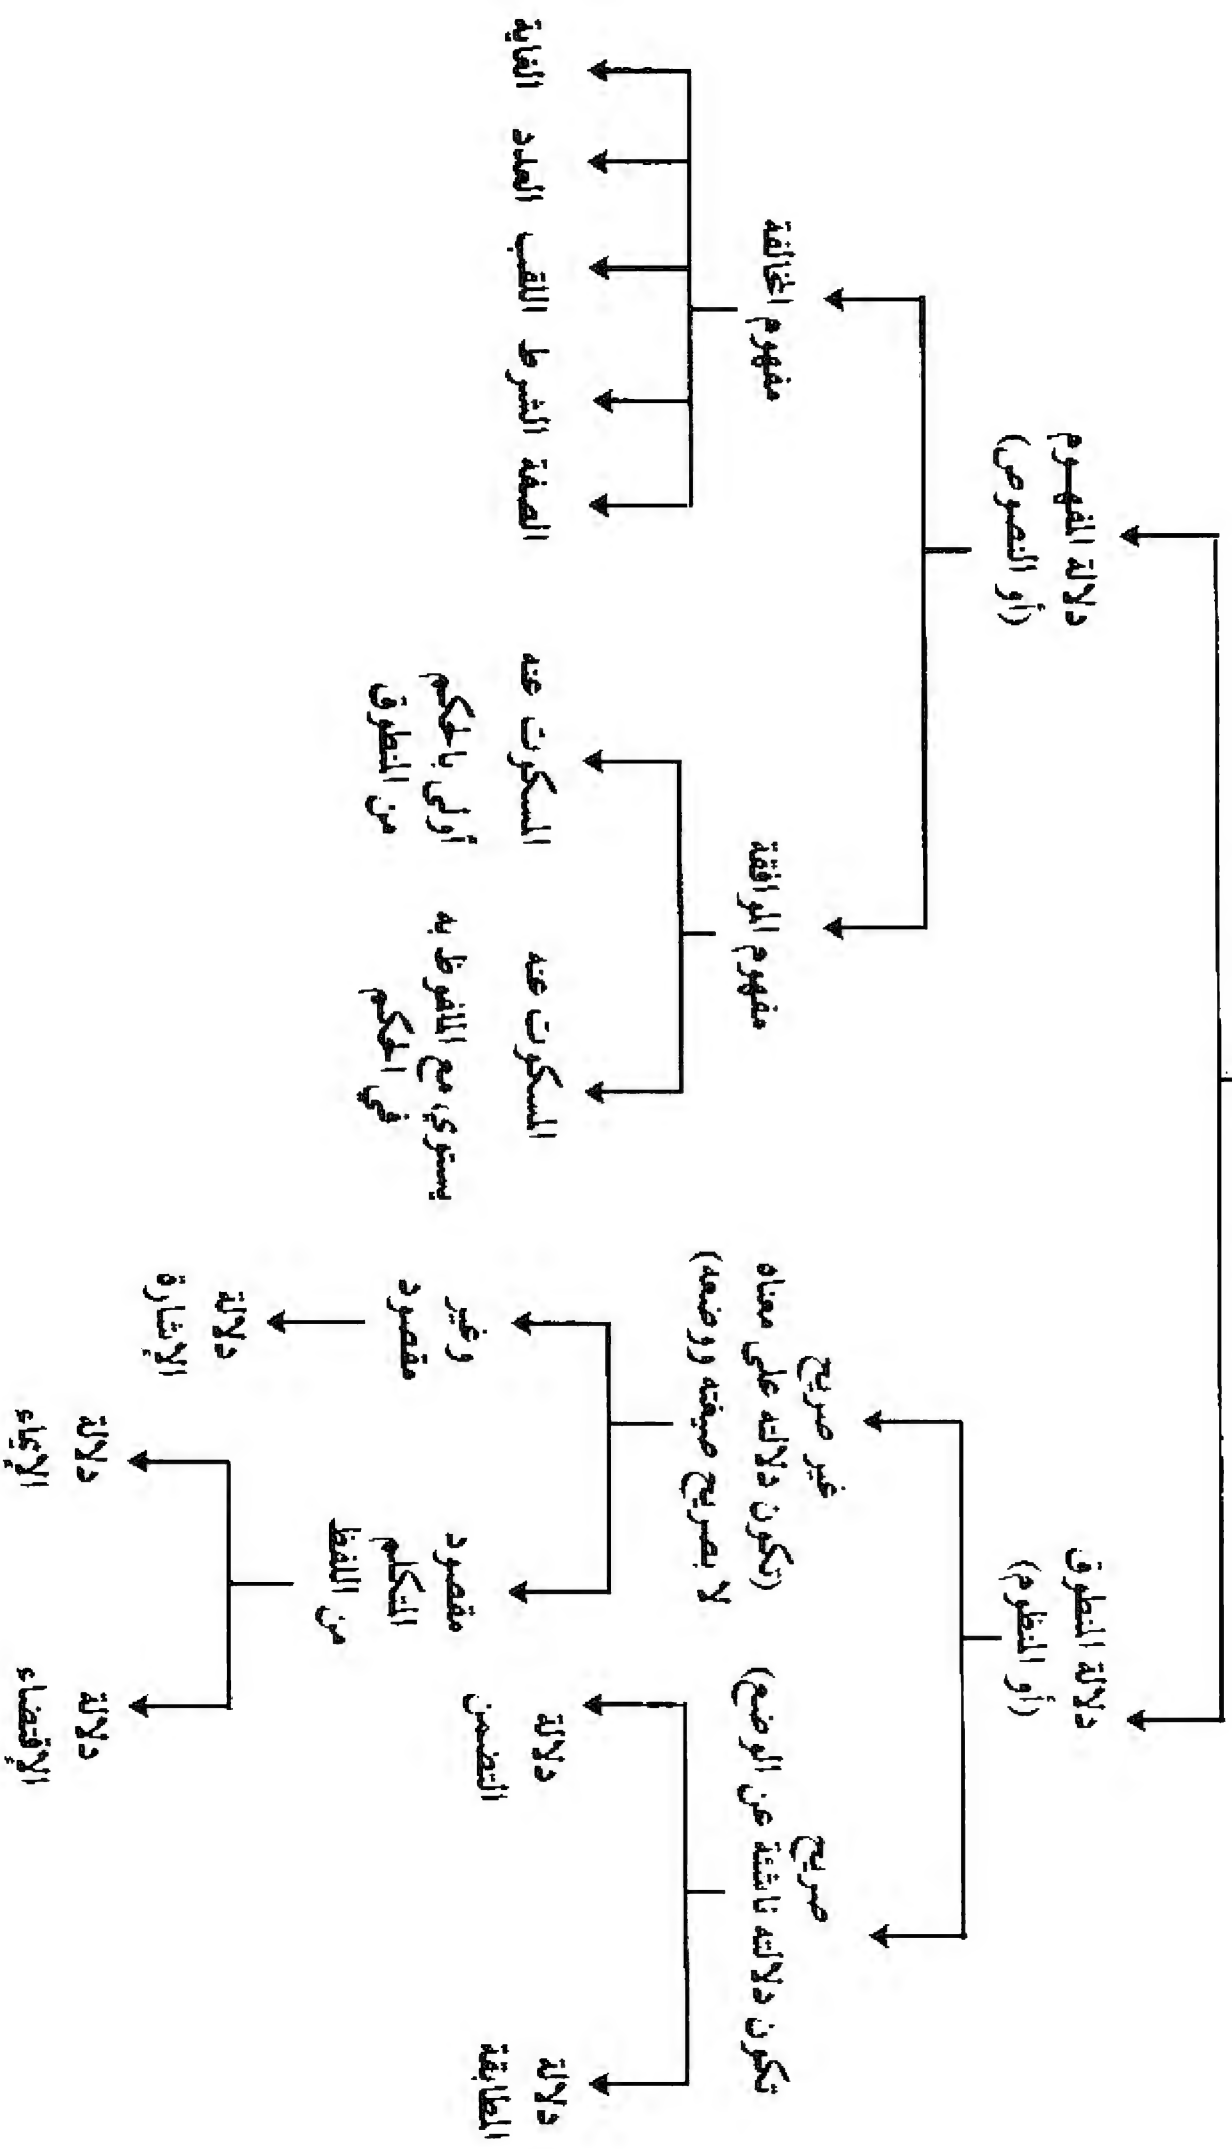 دلالة المنطوق
(أو المنظوم)
دلالة المفهوم
(أو النصوص)
صريح
تكون دلالته ناشئة عن الوضع)
غير صريح
(تكون دلالته على معناه
لا بصريح صيغته ووضعه)
مفهوم الموافقة
مفهوم المخالفة
دلالة
المطابقة
دلالة
التضمن
مقصود
المتكلم
من اللفظ
وغير
مقصود
المسكوت عنه
يستوي مع الملفوظ به
في الحكم
المسكوت عنه
أولى بالحكم
من المنطوق
الصفة الشرط اللقب العدد الغاية
دلالة
الإشارة
دلالة
الإقتضاء
دلالة
الإيماء